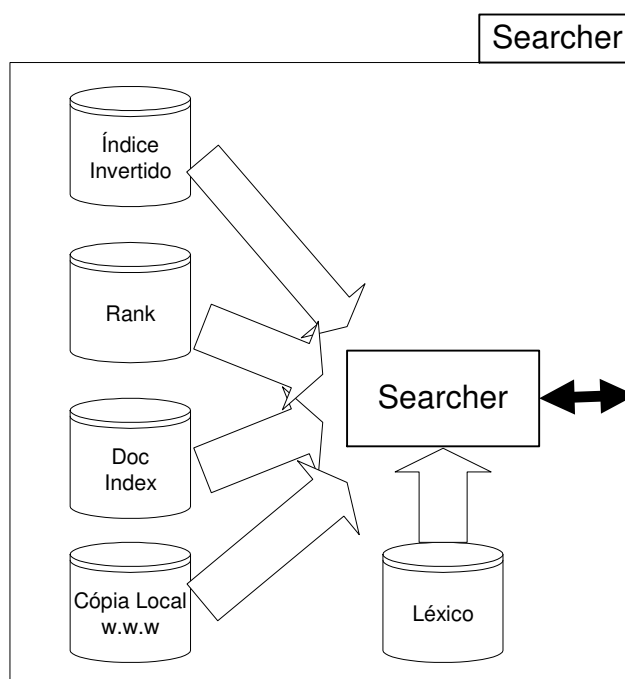 Searcher
Índice
Invertido
Rank
Searcher
Doc
Index
Cópia Local
w.w.w
Léxico